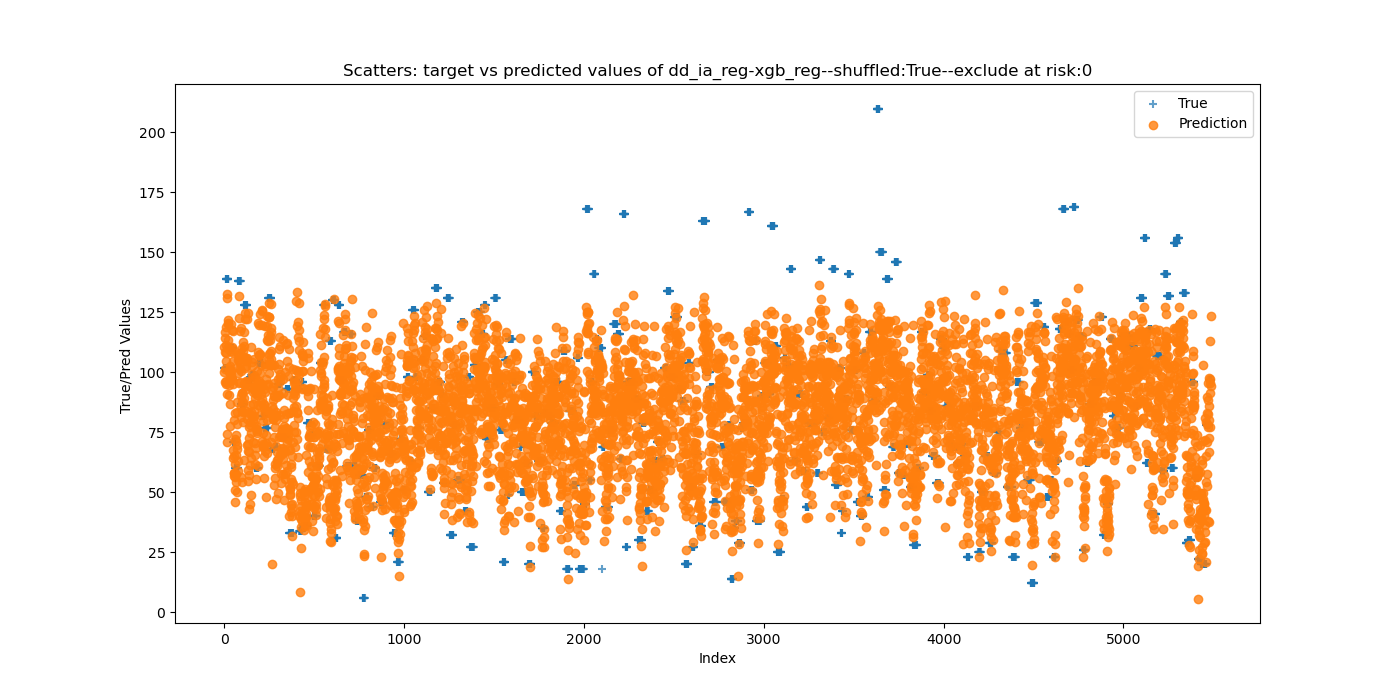 Scatters: target vs predicted values of dd_ia_reg-xgb_reg--shuffled:True--exclude at risk:0
True
Prediction
True/Pred Values
200
175
150
125
100
75
50
25
0
0 1000 2000 3000 4000 5000
Index